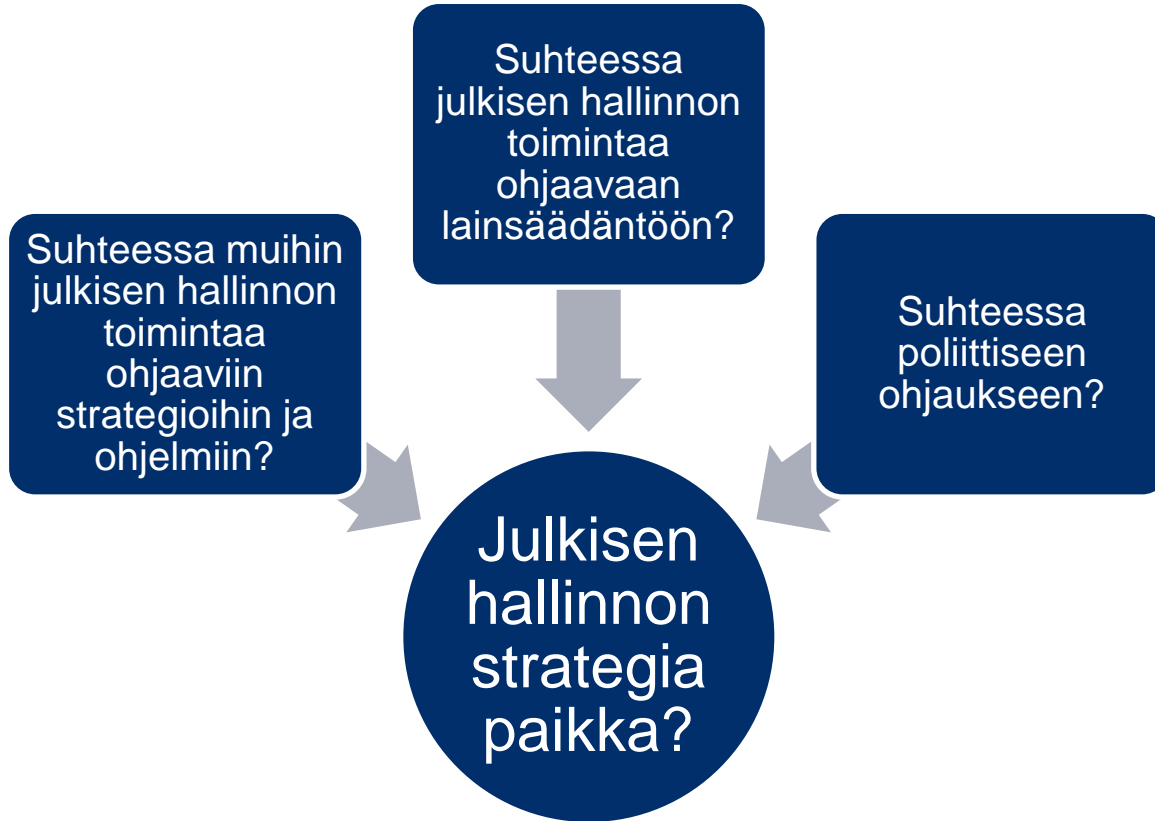 Suhteessa
julkisen hallinnon
toimintaa
ohjaavaan
lainsäädäntöön?
Suhteessa muihin
julkisen hallinnon
toimintaa
ohjaaviin
strategioihin ja
ohjelmiin?
Suhteessa
poliittiseen
ohjaukseen?
Julkisen
hallinnon
strategia
paikka?